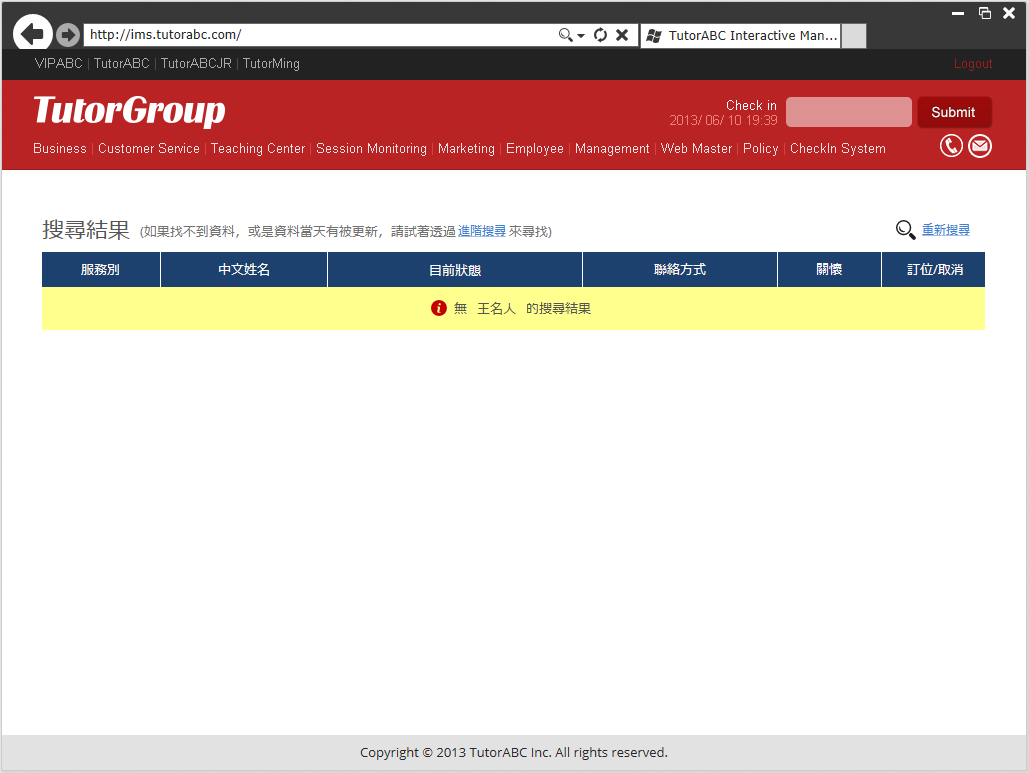 http://ims.tutorabc.com/
TutorABC Interactive Man...
VIPABC | TutorABC | TutorABCJR | TutorMing
Logout
TutorGroup
Check in
2013/ 06/ 10 19:39
Submit
Business | Customer Service | Teaching Center | Session Monitoring | Marketing | Employee | Management | Web Master | Policy | CheckIn System
搜尋結果 (如果找不到資料，或是資料當天有被更新，請試著透過進階搜尋來尋找)
重新搜尋
服務別 中文姓名 目前狀態 聯絡方式 關懷 訂位/取消
無 王名人 的搜尋結果
Copyright © 2013 TutorABC Inc. All rights reserved.